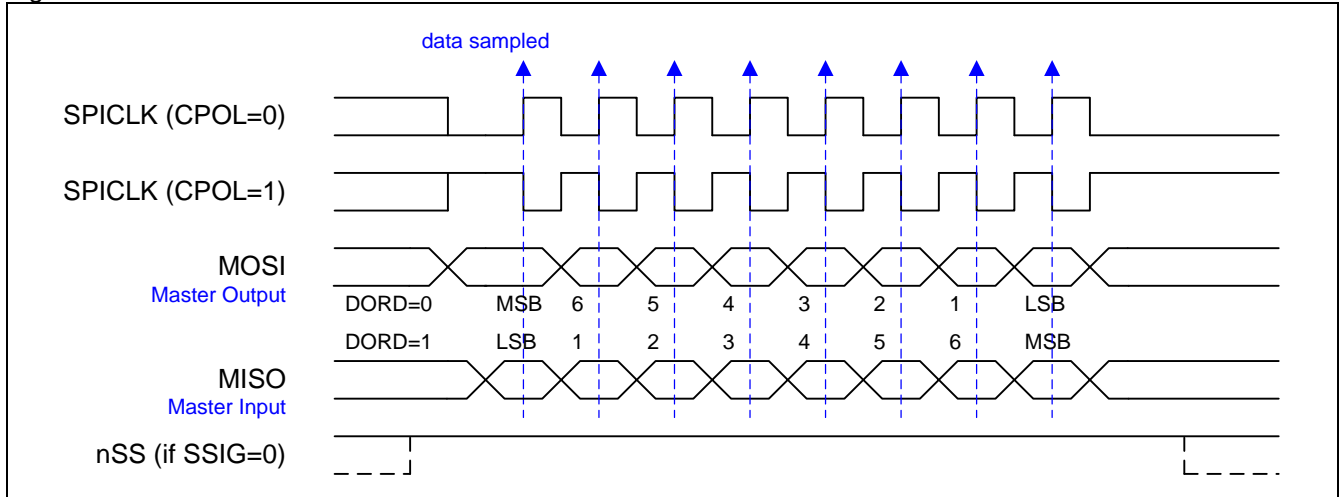 data sampled
SPICLK (CPOL=0)
SPICLK (CPOL=1)
MOSI
Master Output
DORD=0 MSB 6 5 4 3 2 1 LSB
DORD=1 LSB 1 2 3 4 5 6 MSB
MISO
Master Input
nSS (if SSIG=0)